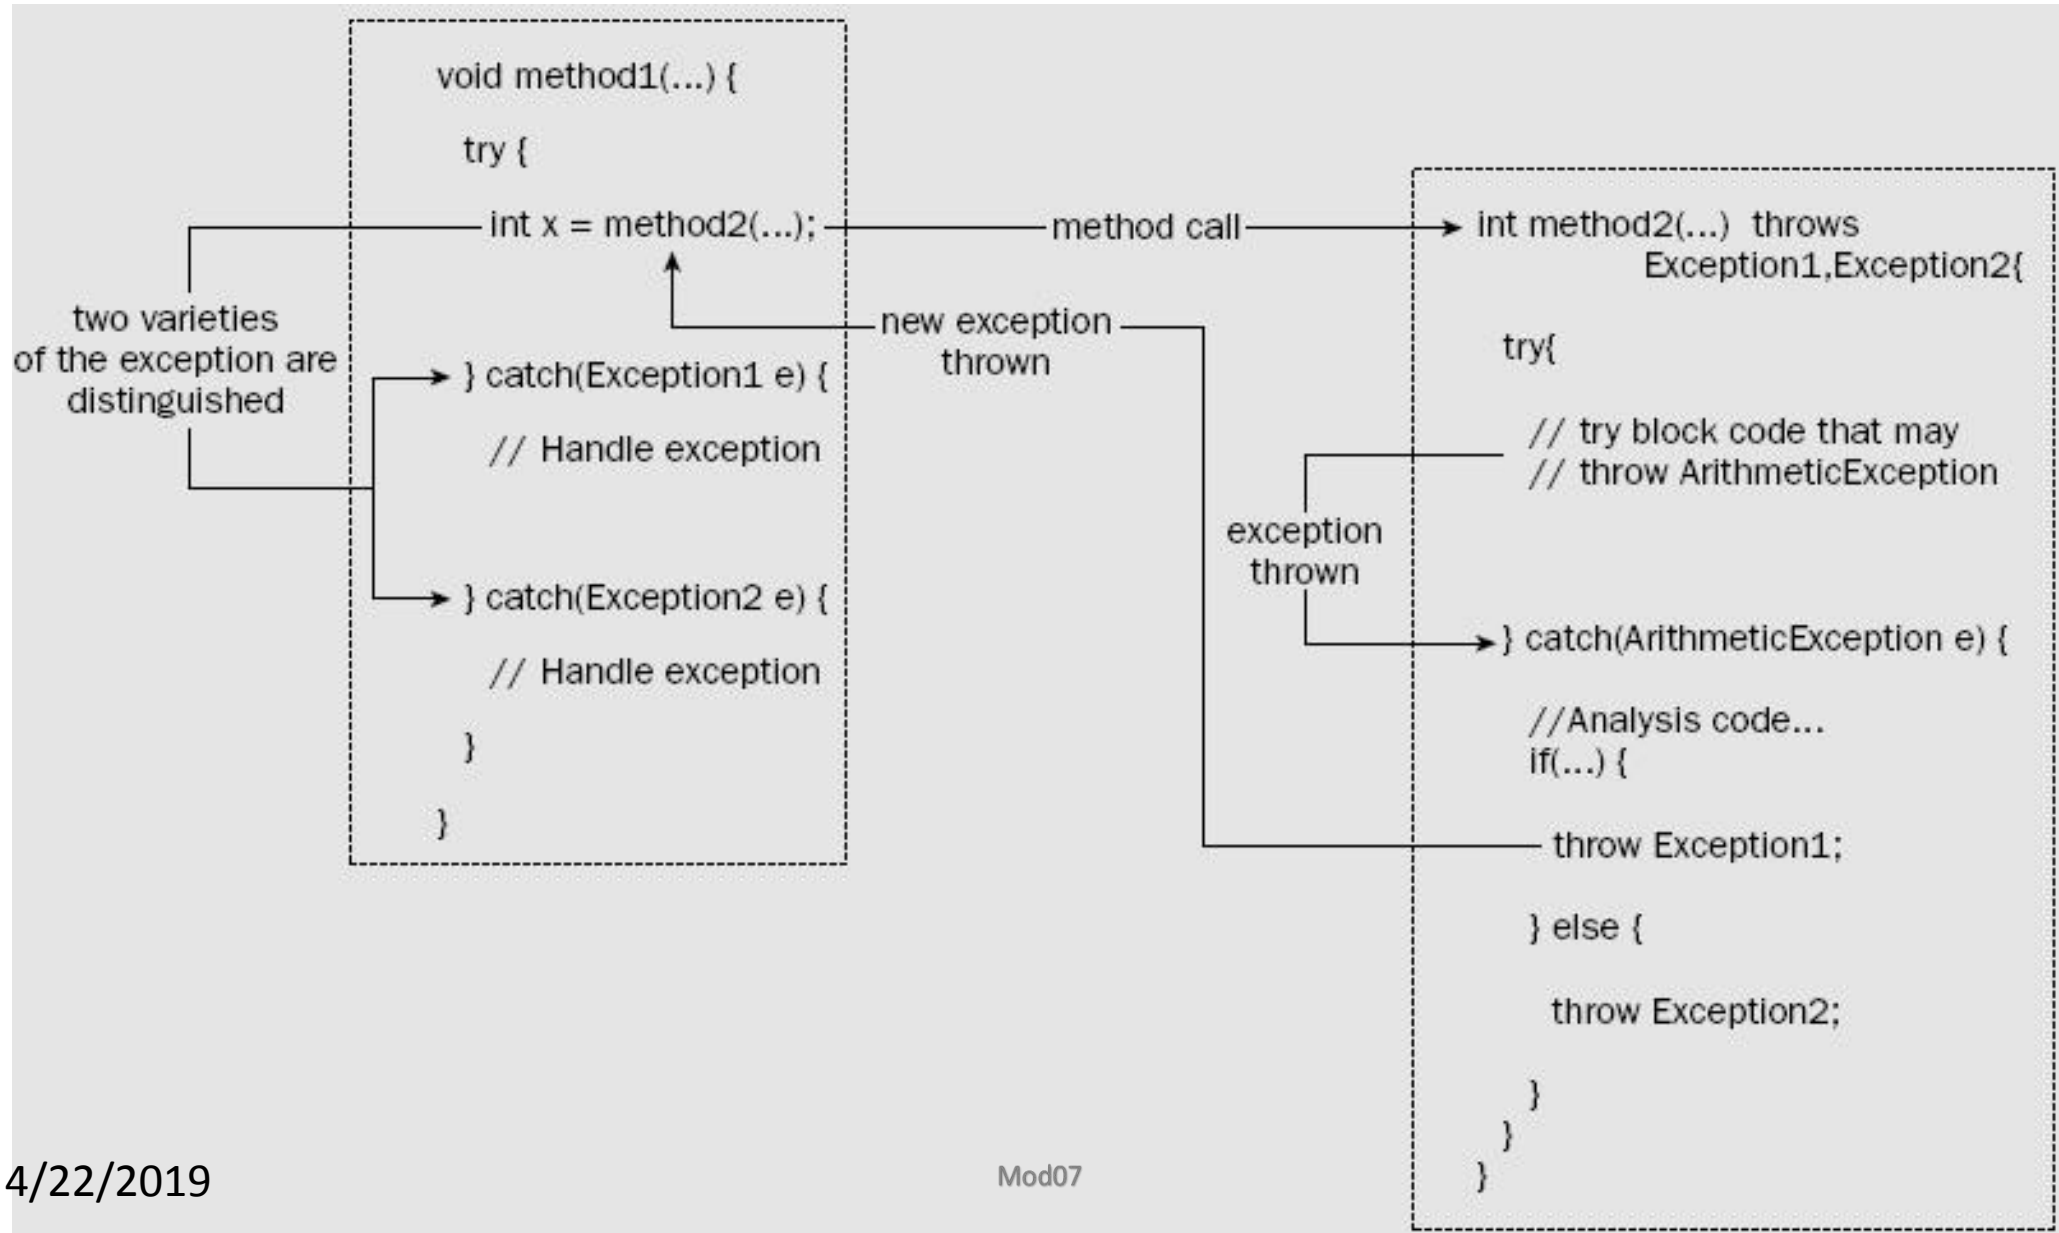 void method1(...) {
try {
int x = method2(...);
} catch(Exception1 e) {
// Handle exception
} catch(Exception2 e) {
// Handle exception
}
}
two varieties
of the exception are
distinguished
method call
new exception
thrown
exception
thrown
int method2(...) throws
Exception1,Exception2{
try{
// try block code that may
// throw ArithmeticException
} catch(ArithmeticException e) {
//Analysis code...
if(...) {
throw Exception1;
} else {
throw Exception2;
}
}
}
4/22/2019
Mod07